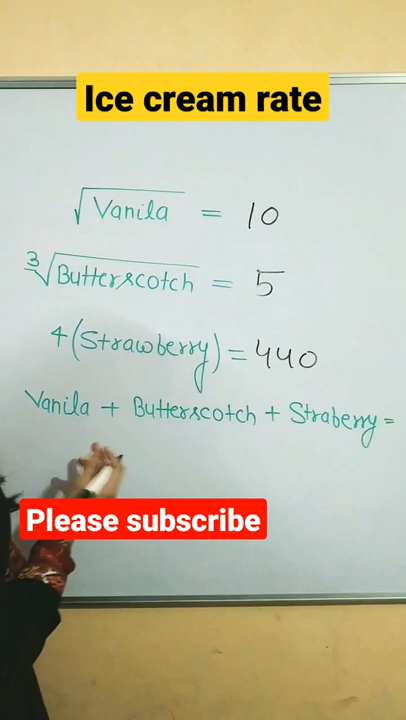 Ice cream rate
√Vanila = 10
∛Butterscotch = 5
4(Strawberry) = 440
Vanila + Butterscotch + Straberry =
Please subscribe